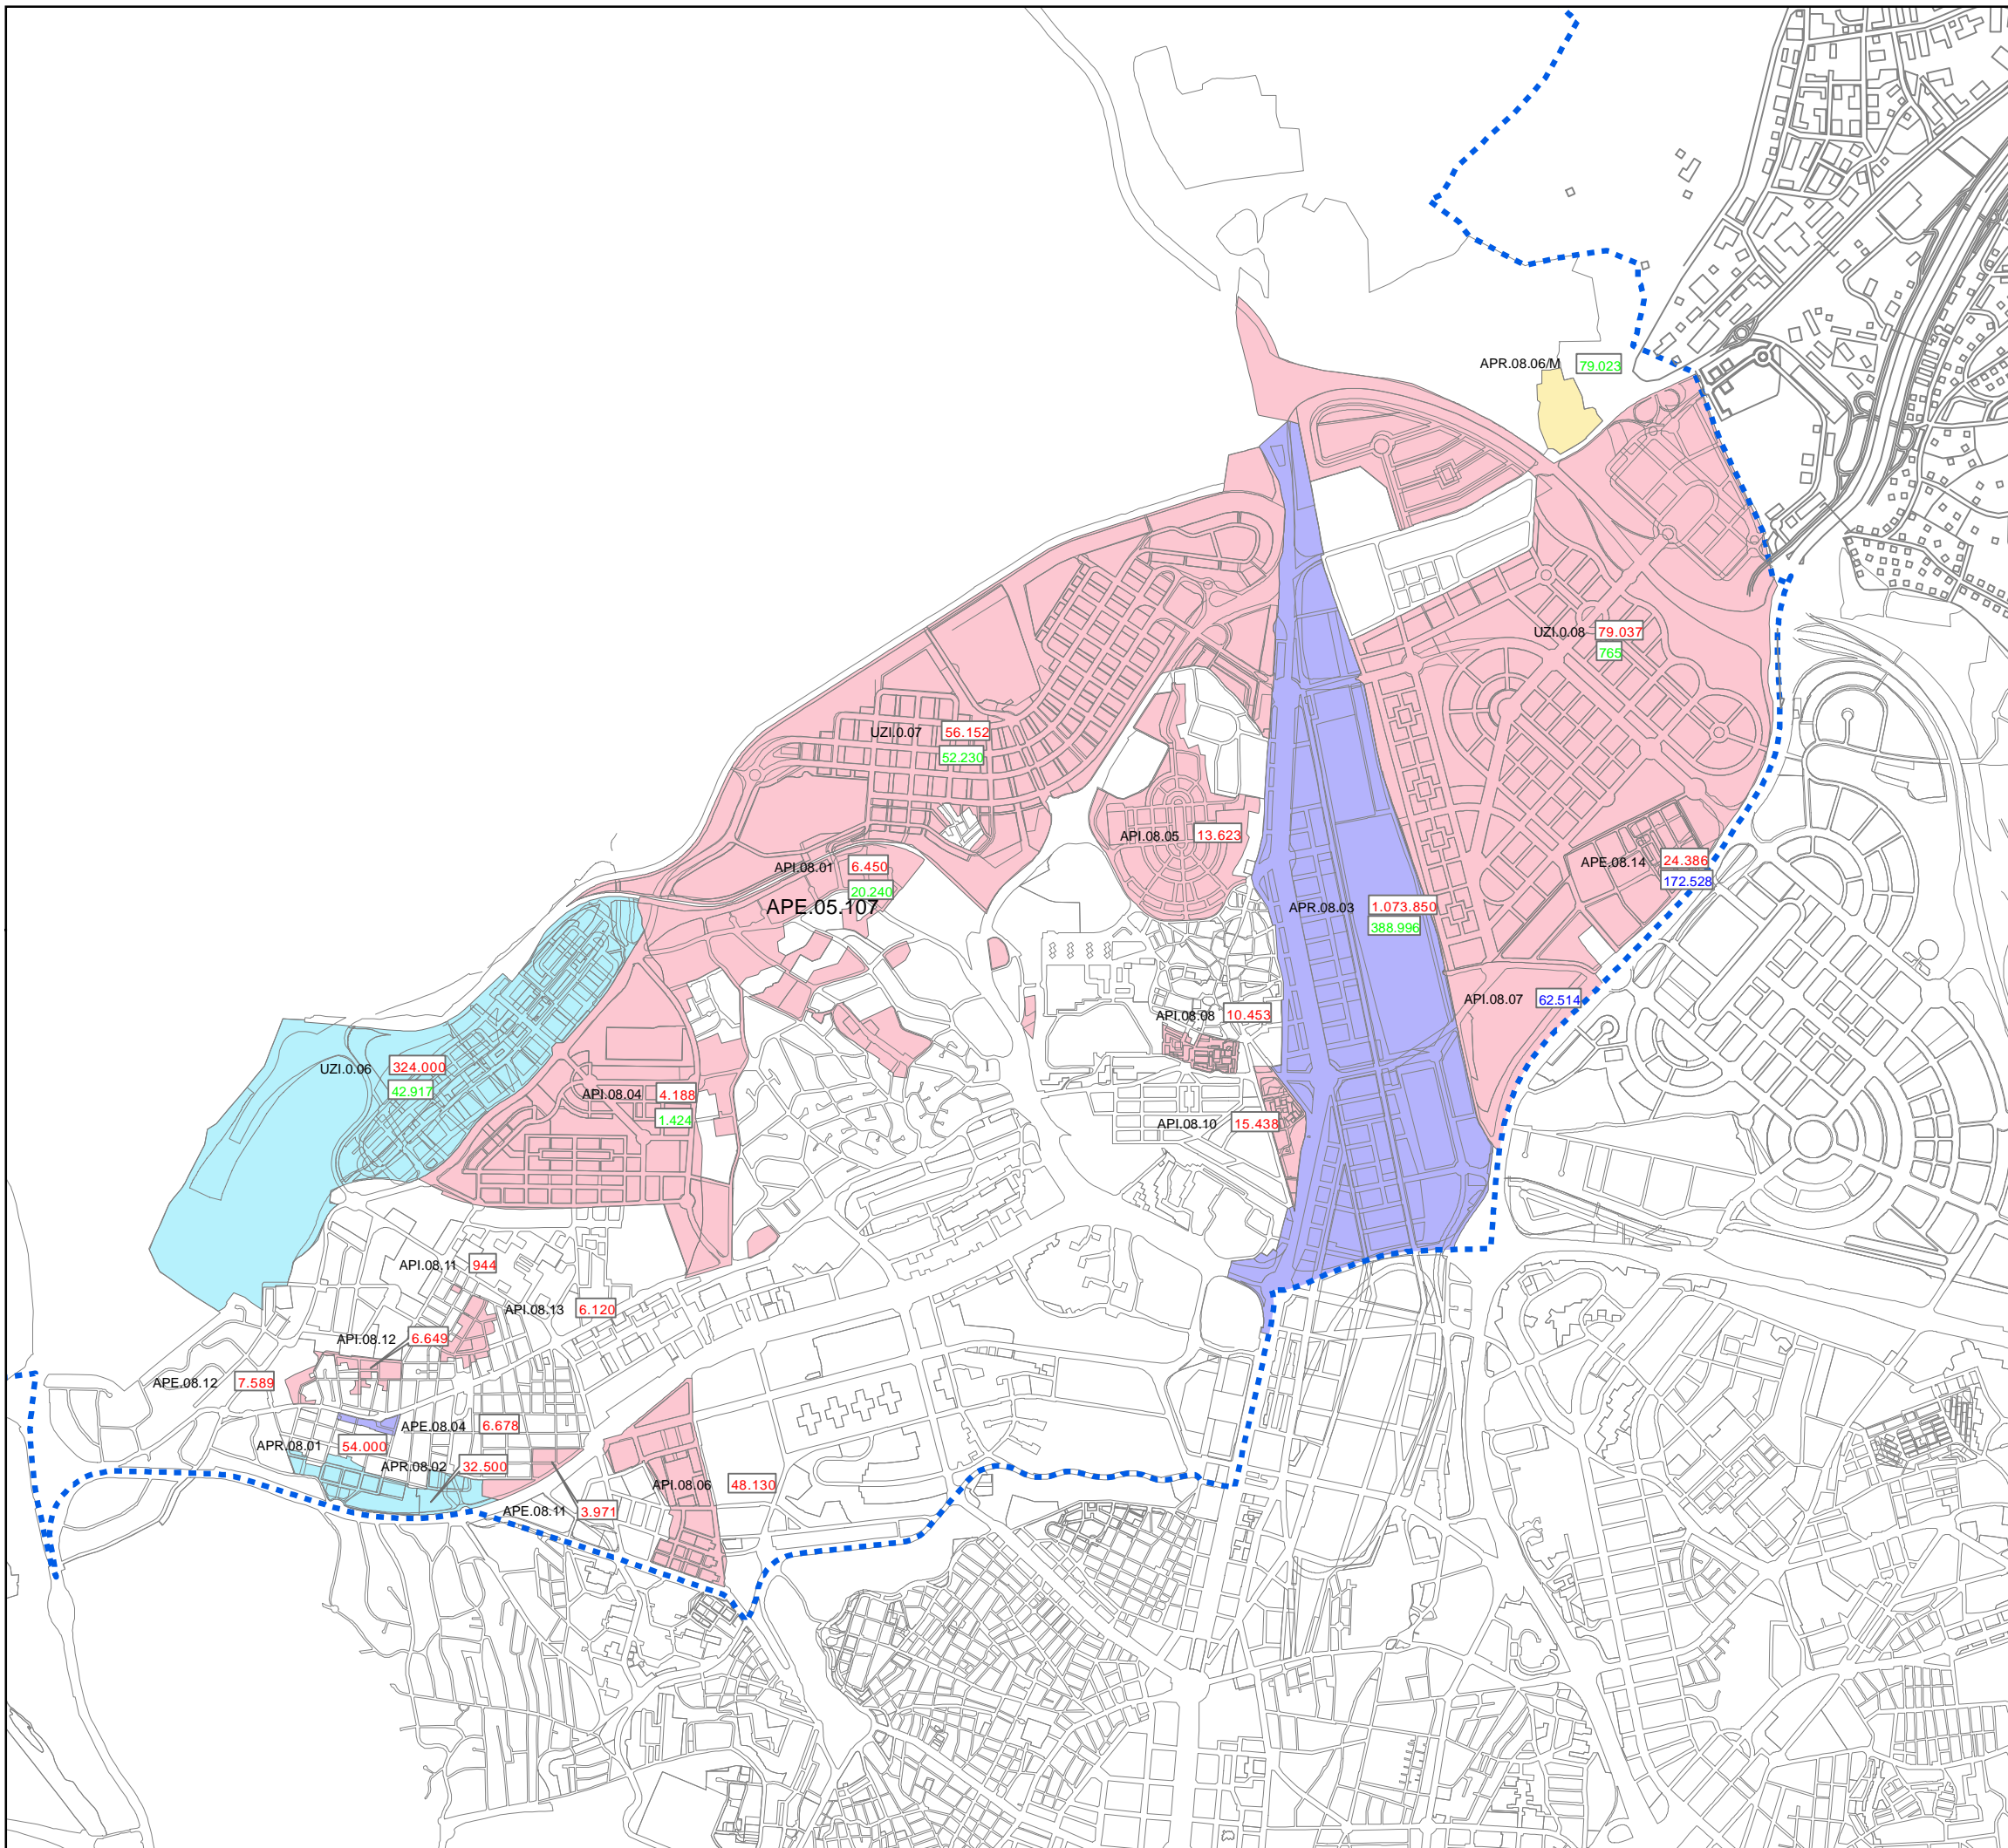 APR.08.06/M 79.023
UZI.0.08 79.037
765
UZI.0.07 56.152
52.230
API.08.05 13.623
API.08.01 6.450
20.240
APE.05.107
APE.08.14 24.386
172.528
APR.08.03 1.073.850
388.996
API.08.07 62.514
API.08.08 10.453
UZI.0.06 324.000
42.917
API.08.04 4.188
1.424
API.08.10 15.438
API.08.11 944
API.08.13 6.120
API.08.12 6.649
APE.08.12 7.589
APE.08.04 6.678
APR.08.01 54.000
APR.08.02 32.500
API.08.06 48.130
APE.08.11 3.971